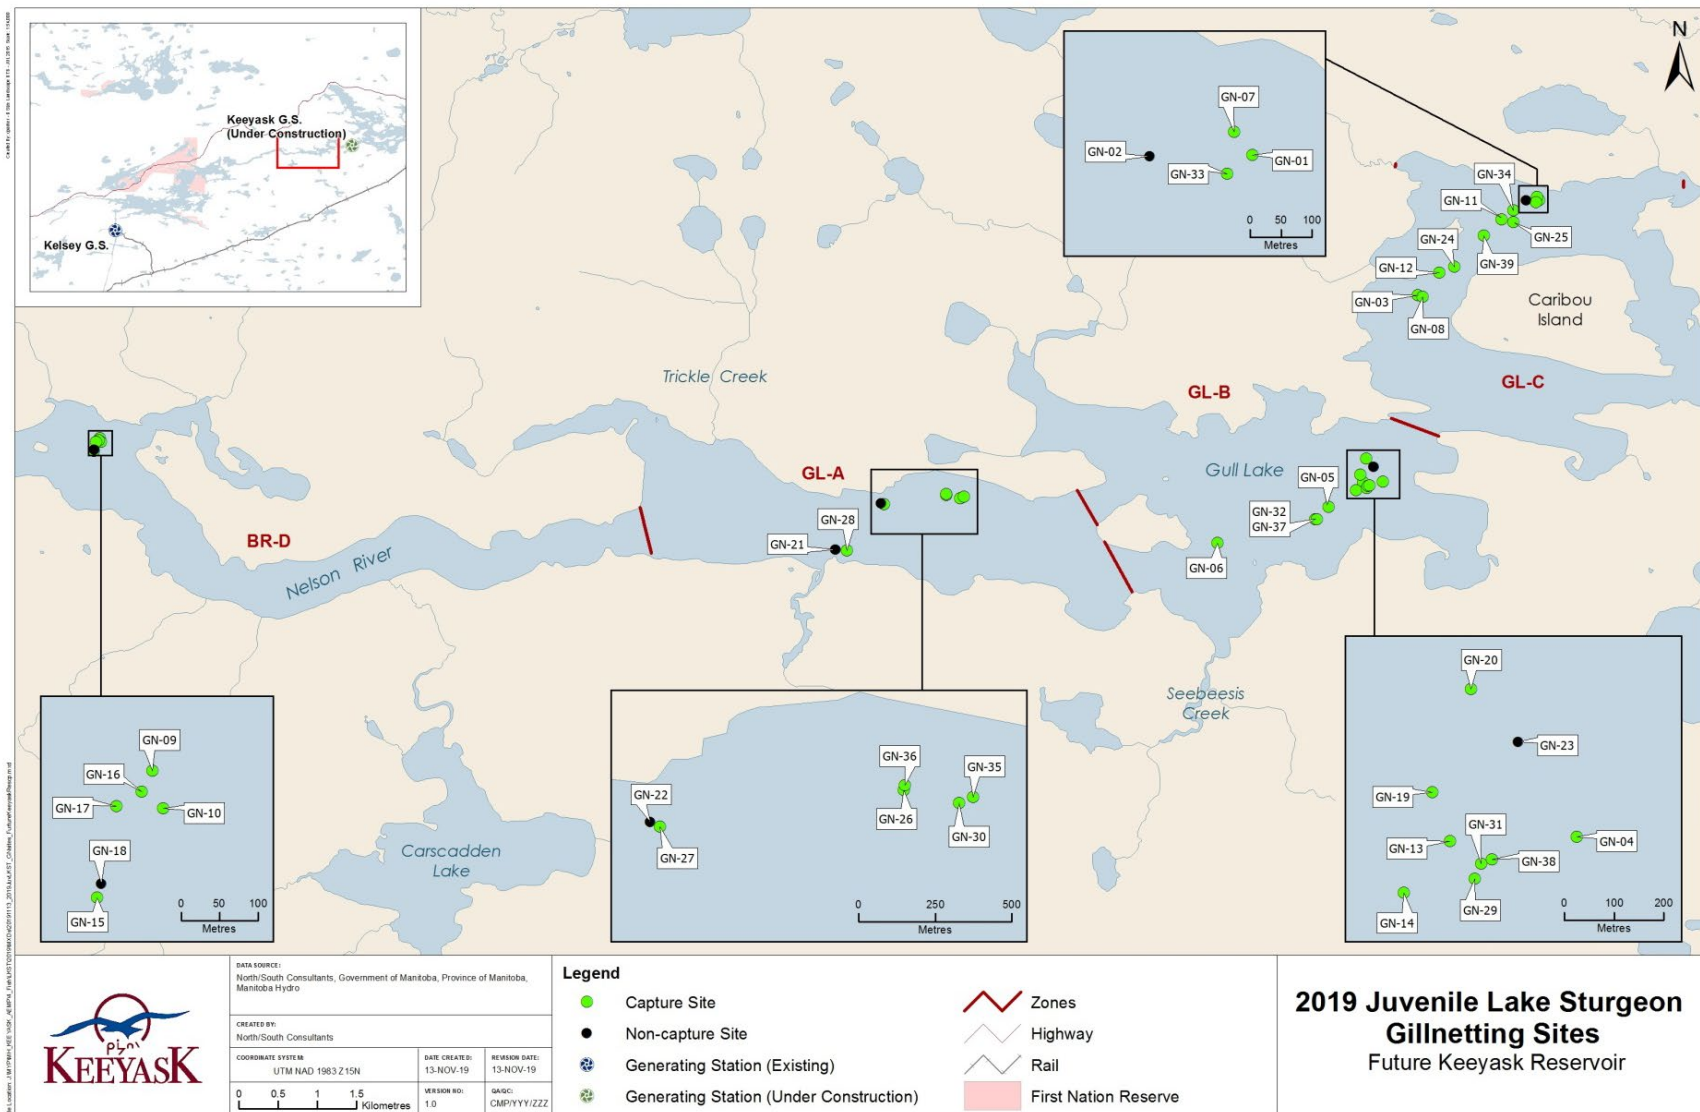 N
Keeyask G.S.
(Under Construction)
Kelsey G.S.
GN-07
GN-02
GN-01
GN-33
0 50 100
Metres
GN-34
GN-11
GN-25
GN-24
GN-39
GN-12
GN-03
GN-08
Caribou
Island
Trickle Creek
GL-B
GL-C
GL-A
Gull Lake
GN-05
GN-32
GN-37
GN-06
GN-28
GN-21
BR-D
Nelson River
Seebeesis
Creek
Carscadden
Lake
GN-09
GN-16
GN-17
GN-10
GN-18
GN-15
0 50 100
Metres
GN-36
GN-35
GN-22
GN-26
GN-30
GN-27
0 250 500
Metres
GN-20
GN-23
GN-19
GN-31
GN-13
GN-04
GN-38
GN-29
GN-14
0 100 200
Metres
KEEYASK
DATA SOURCE:
North/South Consultants, Government of Manitoba, Province of Manitoba,
Manitoba Hydro
CREATED BY:
North/South Consultants
COORDINATE SYSTEM:
UTM NAD 1983 Z15N
DATE CREATED:
13-NOV-19
REVISION DATE:
13-NOV-19
0 0.5 1 1.5
Kilometres
VERSION NO:
1.0
QA/QC:
CMP/YYY/ZZZ
Legend
Capture Site
Non-capture Site
Generating Station (Existing)
Generating Station (Under Construction)
Zones
Highway
Rail
First Nation Reserve
2019 Juvenile Lake Sturgeon
Gillnetting Sites
Future Keeyask Reservoir